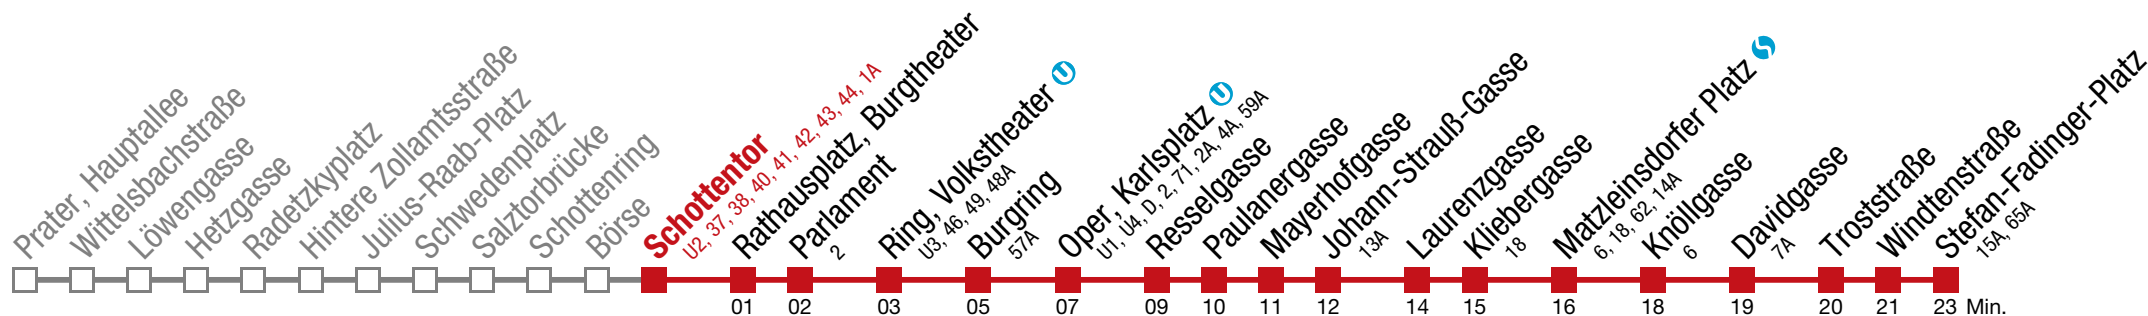 Prater, Hauptallee
Wittelsbachstraße
Löwengasse
Hetzgasse
Radetzkyplatz
Hintere Zollamtsstraße
Julius-Raab-Platz
Schwedenplatz
Salztorbrücke
Schottenring
Börse
Schottentor
U2, 37, 38, 40, 41, 42, 43, 44, 1A
Rathausplatz, Burgtheater
Parlament
2
Ring, Volkstheater U
U3, 46, 49, 48A
Burgring
57A
Oper, Karlsplatz U
U1, U4, D, 2, 71, 2A, 4A, 59A
Resselgasse
Paulanergasse
Mayerhofgasse
Johann-Strauß-Gasse
13A
Laurenzgasse
Kliebergasse
18
Matzleinsdorfer Platz S
6, 18, 62, 14A
Knöllgasse
6
Davidgasse
7A
Troststraße
Windtenstraße
Stefan-Fadinger-Platz
15A, 65A
01 02 03 05 07 09 10 11 12 14 15 16 18 19 20 21 23 Min.